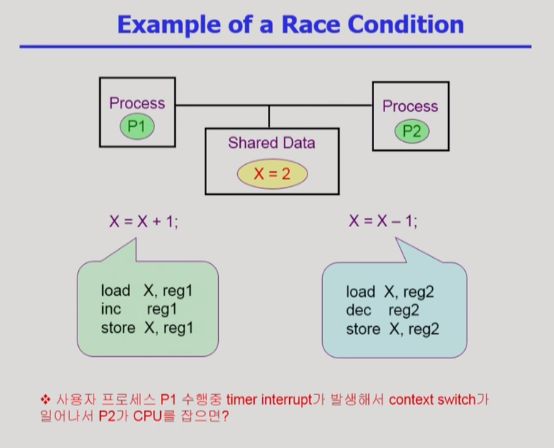 Example of a Race Condition
Process
P1
Process
P2
Shared Data
X = 2
X = X + 1;
X = X – 1;
load X, reg1
inc reg1
store X, reg1
load X, reg2
dec reg2
store X, reg2
❖ 사용자 프로세스 P1 수행중 timer interrupt가 발생해서 context switch가
일어나서 P2가 CPU를 잡으면?